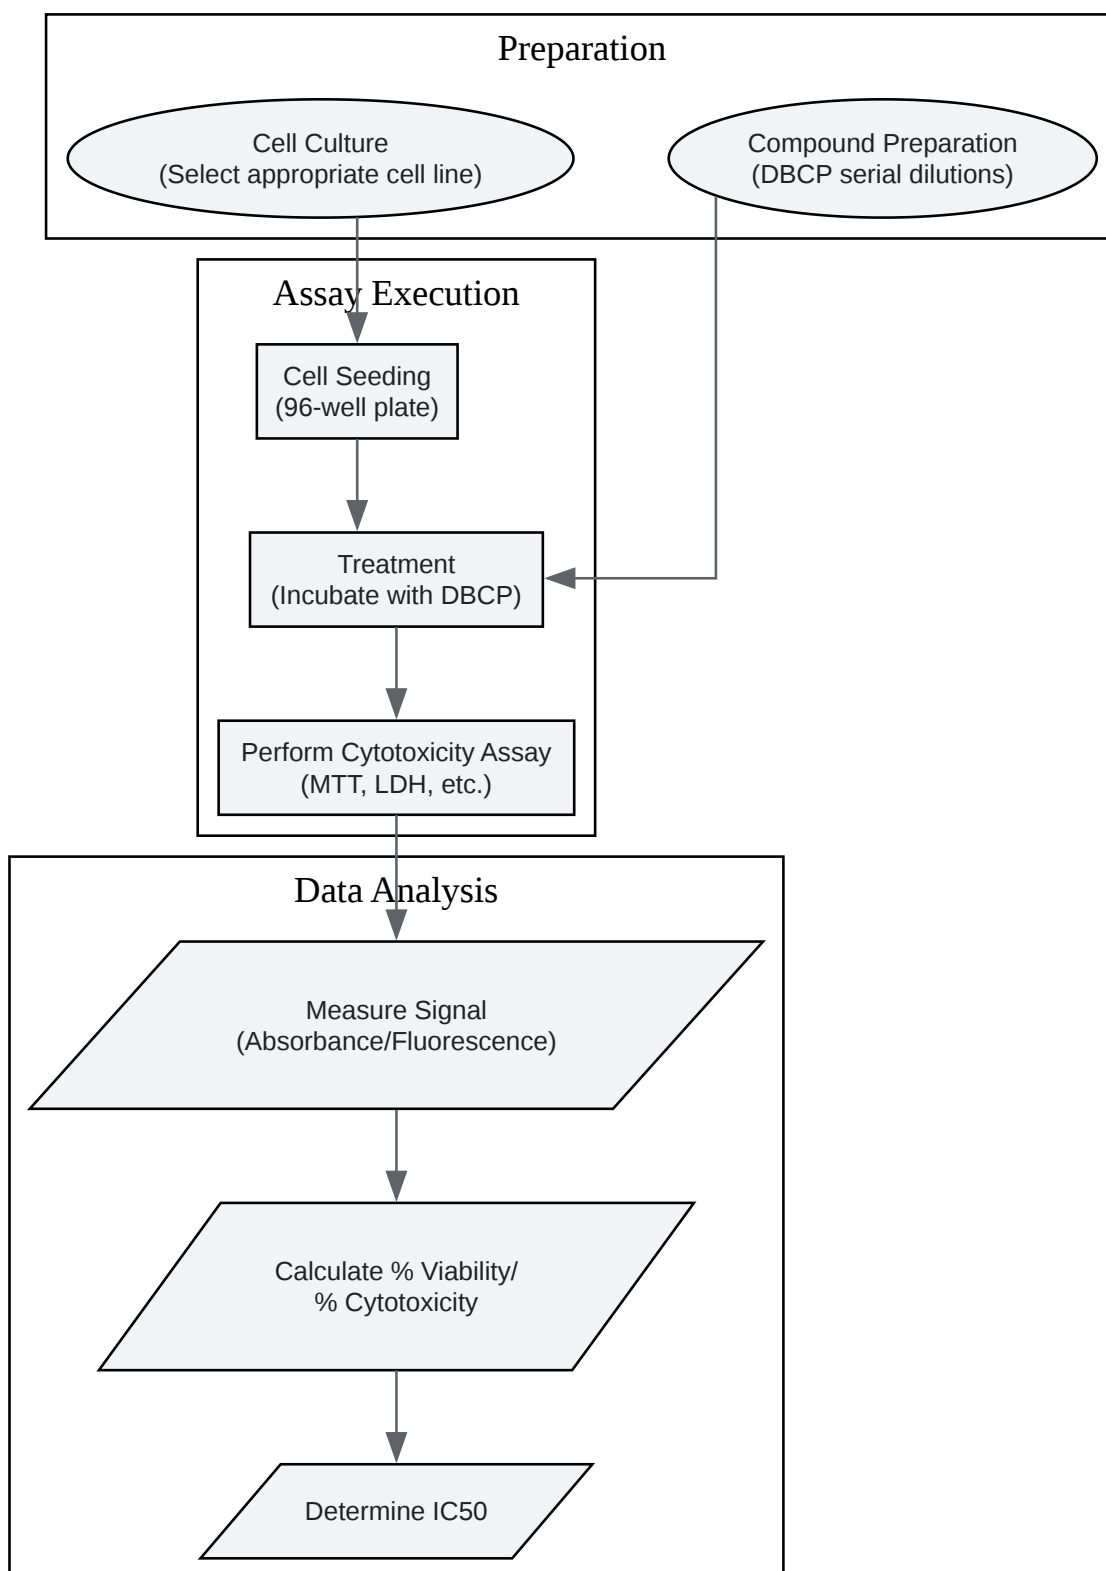 Preparation
Cell Culture
(Select appropriate cell line)
Compound Preparation
(DBCP serial dilutions)
Assay Execution
Cell Seeding
(96-well plate)
Treatment
(Incubate with DBCP)
Perform Cytotoxicity Assay
(MTT, LDH, etc.)
Data Analysis
Measure Signal
(Absorbance/Fluorescence)
Calculate % Viability/
% Cytotoxicity
Determine IC50